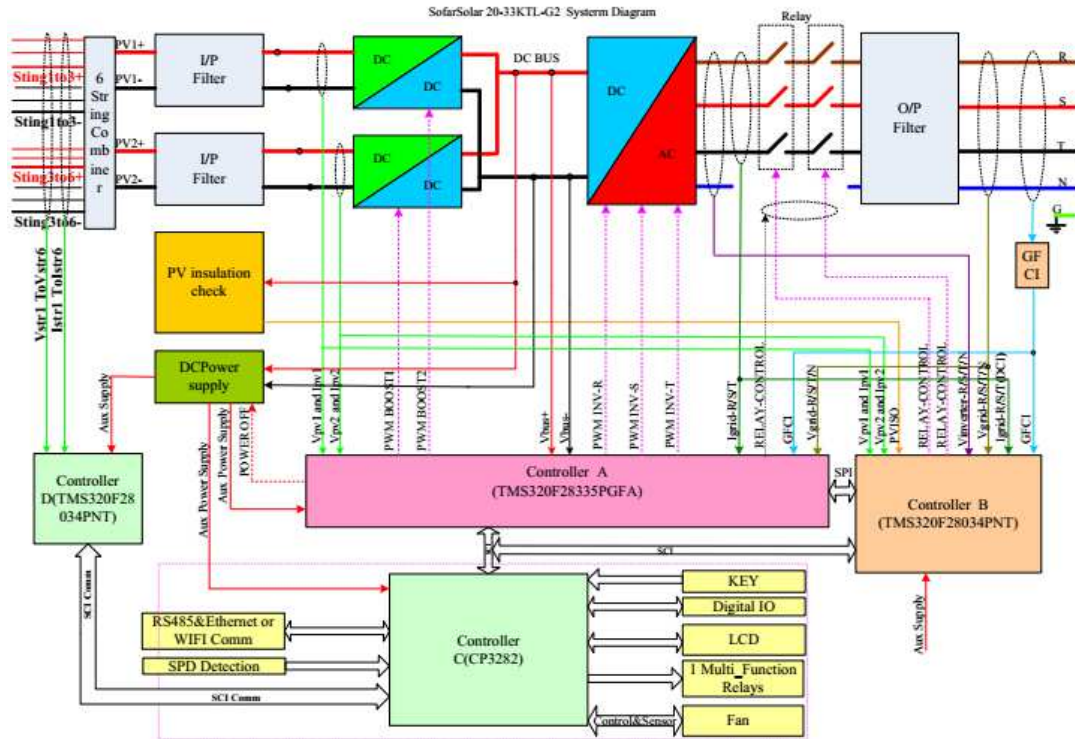 SofarSolar 20-33KTL-G2 Systerm Diagram
Relay
PV1+
PV1-
PV2+
PV2-
Sting1to3+
Sting1to3-
Sting3to6+
Sting3to6-
6
Stri
ngCo
mb
ine
r
I/P
Filter
I/P
Filter
DC
DC
DC
DC
DC BUS
DC
AC
O/P
Filter
R
S
T
N
G
GF
CI
PV insulation
check
DCPower
supply
Vstr1 ToVstr6
Istr1 ToIstr6
Aux Supply
Aux Power Supply
Aux Power Supply
POWER OFF
Vpv1 and Ipv1
Vpv2 and Ipv2
PWM BOOST1
PWM BOOST2
Vbus+
Vbus-
PWM INV-R
PWM INV-S
PWM INV-T
Igrid-R/S/T
RELAY-CONTROL
GFCI
Vgrid-R/S/T/N
Vpv1 and Ipv1
Vpv2 and Ipv2
PVISO
RELAY-CONTROL
RELAY-CONTROL
Vinverter-R/S/T/N
Vgrid-R/S/T/N
Igrid-R/S/T(DCI)
GFCI
Controller
D(TMS320F28
034PNT)
Controller A
(TMS320F28335PGFA)
SPI
Controller B
(TMS320F28034PNT)
SCI
SCI Comm
SCI Comm
Aux Supply
Controller
C(CP3282)
RS485&Ethernet or
WIFI Comm
SPD Detection
KEY
Digital IO
LCD
1 Multi_Function
Relays
Control&Sensor
Fan